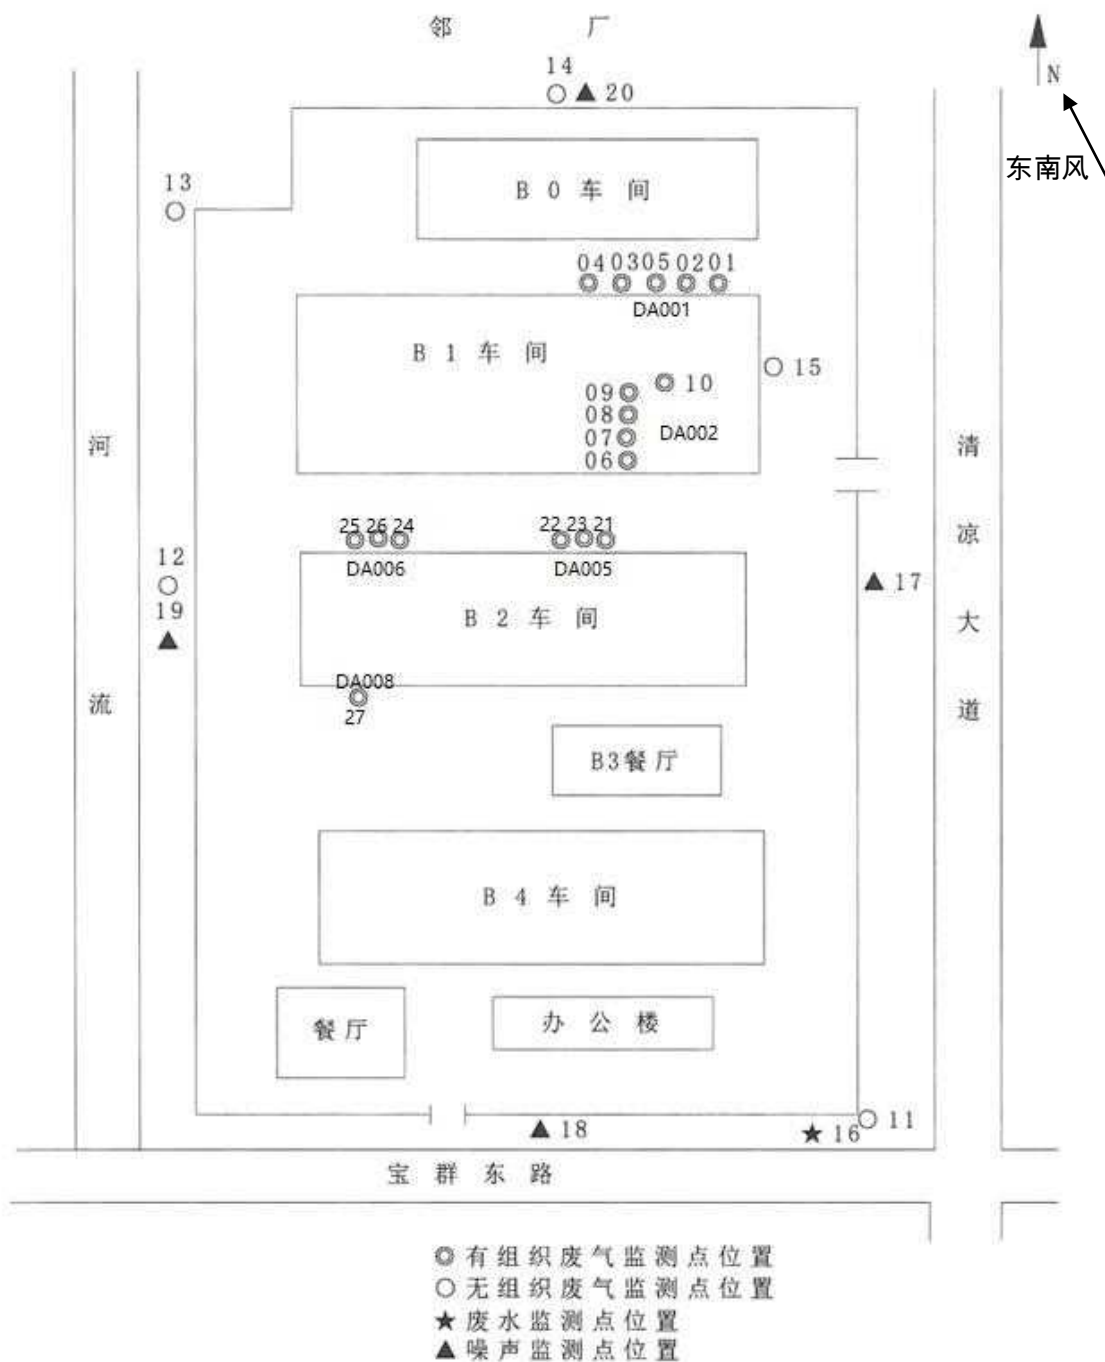 邻 厂
14
20
N
东南风
13
B 0 车 间
04 03 05 02 01
DA001
B 1 车 间
15
10
09
08
DA002
07
06
河
流
清
凉
大
道
25 26 24
22 23 21
DA006
DA005
12
17
19
B 2 车 间
DA008
27
B3餐厅
B 4 车 间
餐厅
办 公 楼
11
18
16
宝 群 东 路
有组织废气监测点位置
无组织废气监测点位置
废水监测点位置
噪声监测点位置